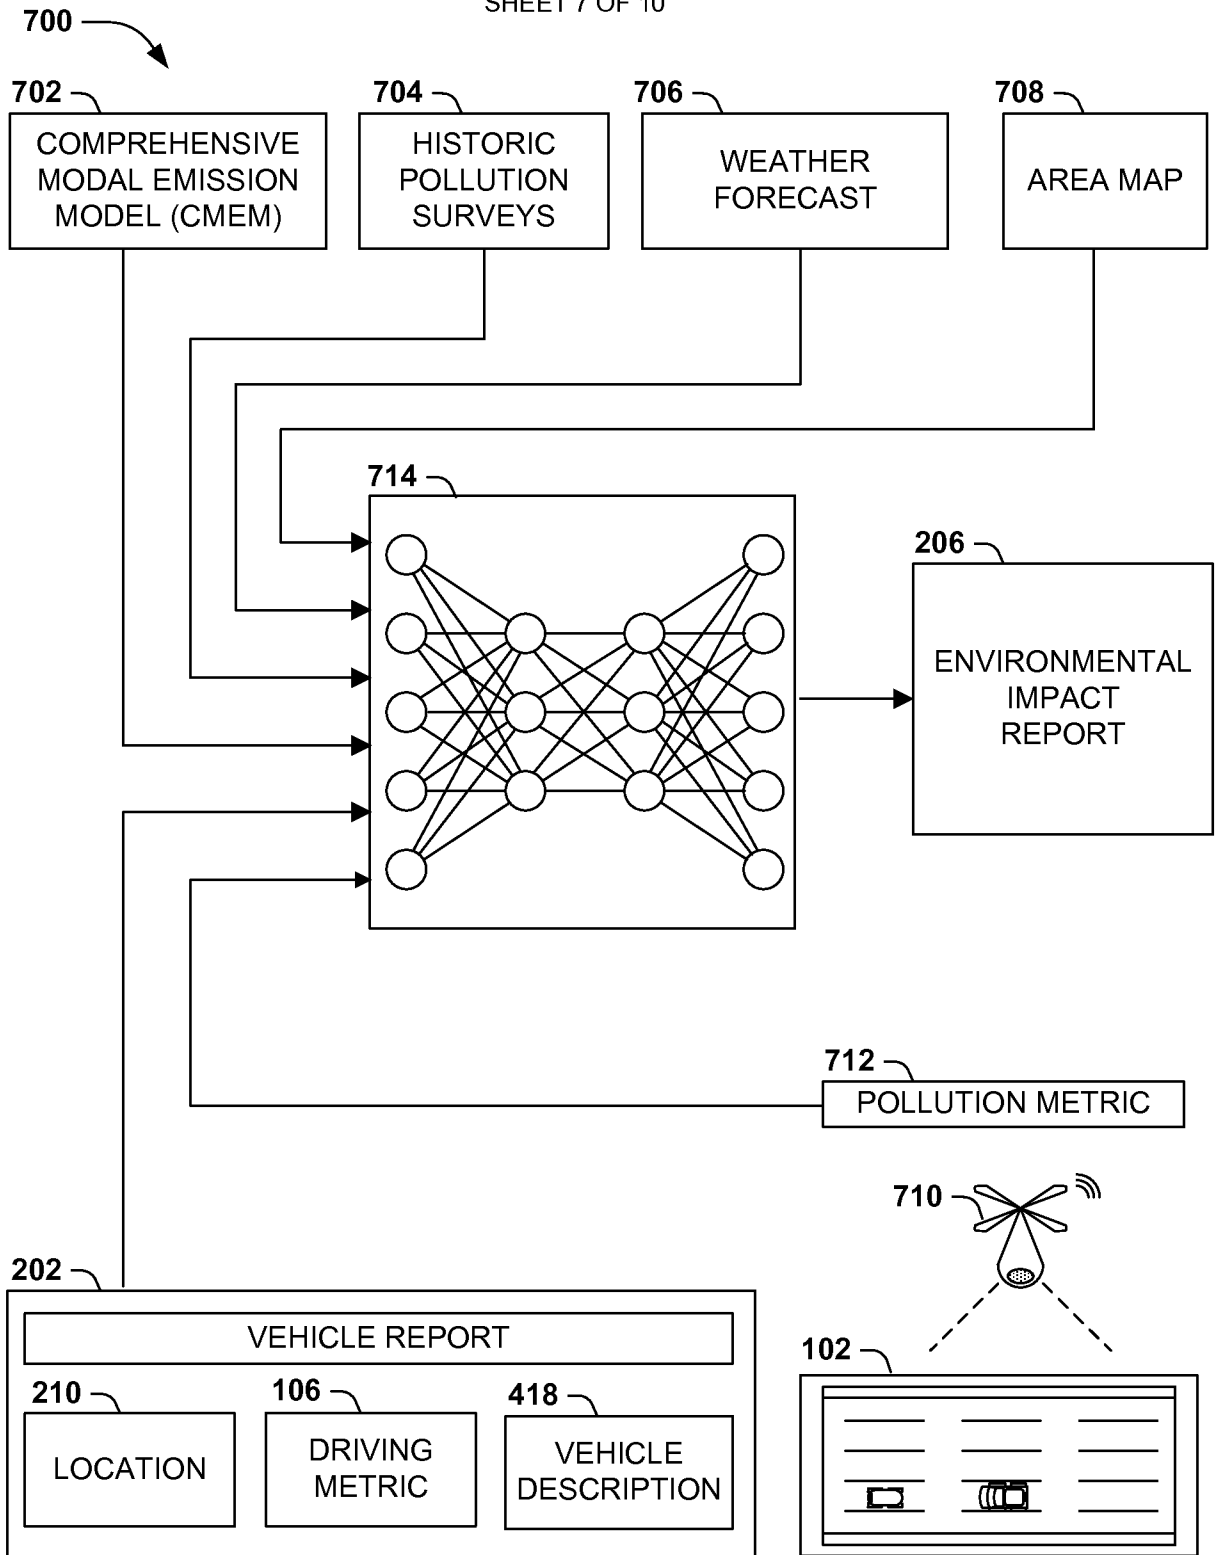 SHEET 7 OF 10
700
702
704
706
708
COMPREHENSIVE
MODAL EMISSION
MODEL (CMEM)
HISTORIC
POLLUTION
SURVEYS
WEATHER
FORECAST
AREA MAP
714
206
ENVIRONMENTAL
IMPACT
REPORT
712
POLLUTION METRIC
710
202
VEHICLE REPORT
210
LOCATION
106
DRIVING
METRIC
418
VEHICLE
DESCRIPTION
102